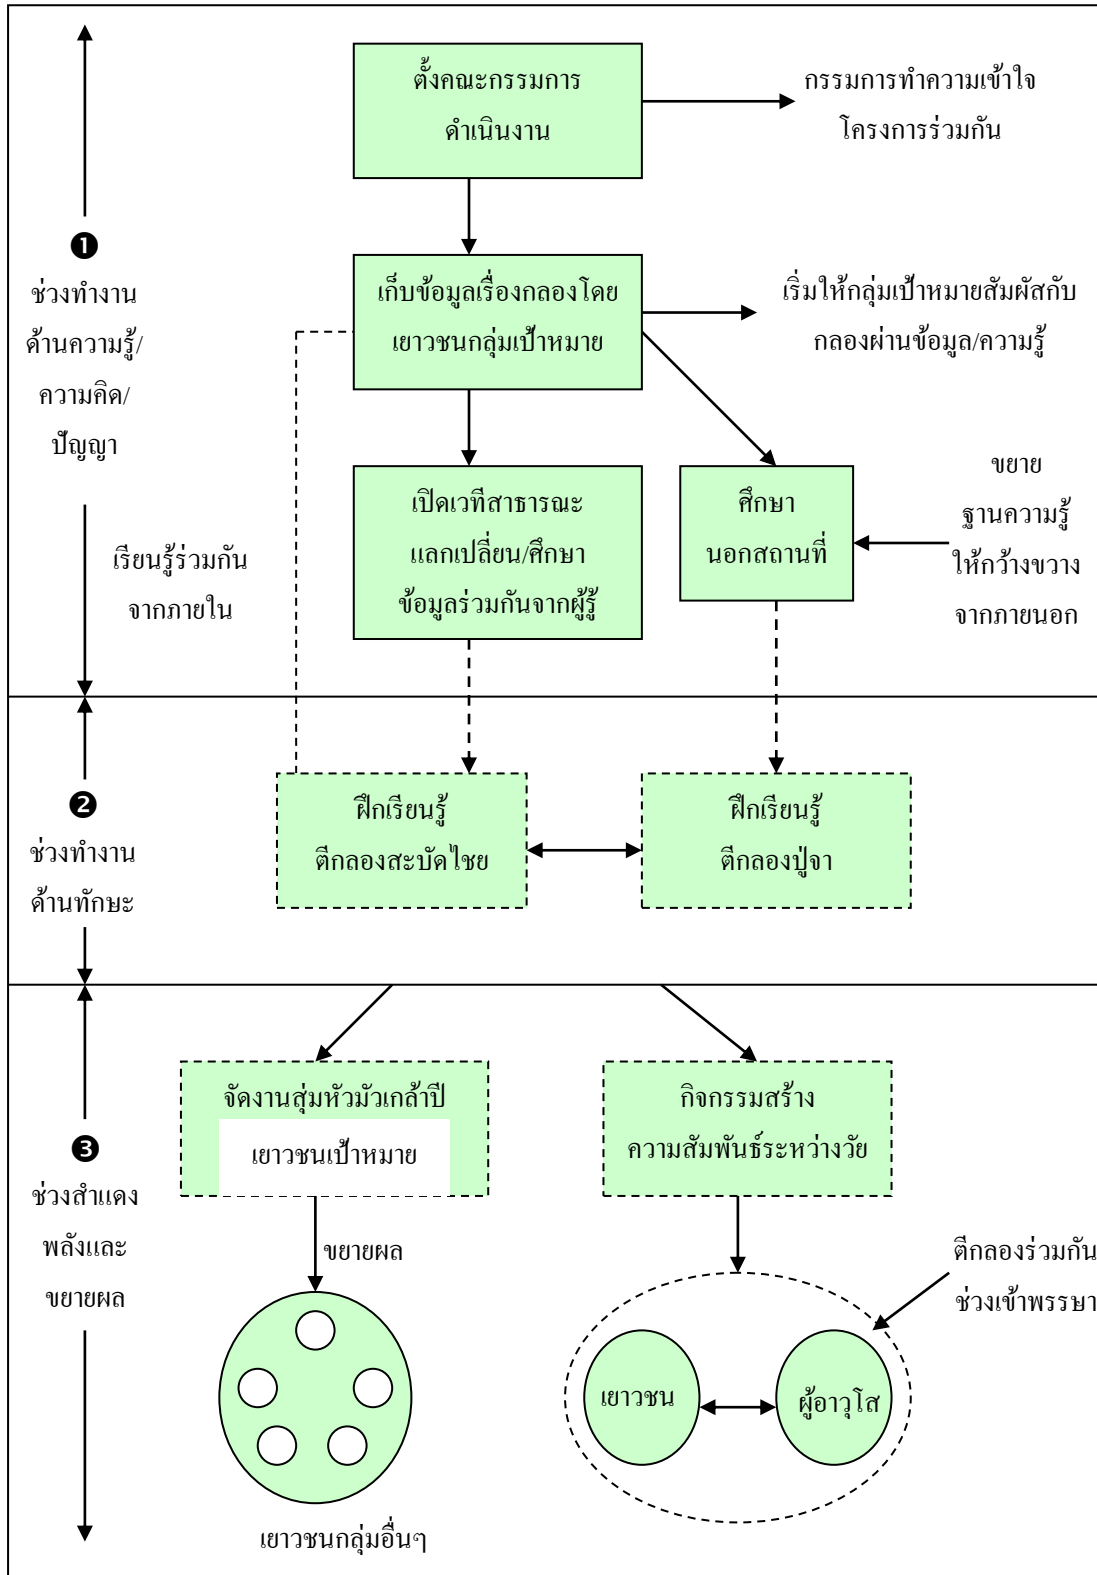 ตั้งคณะกรรมการ
ดำเนินงาน
กรรมการทำความเข้าใจ
โครงการร่วมกัน
❶
ช่วงทำงาน
ด้านความรู้/
ความคิด/
ปัญญา
เก็บข้อมูลเรื่องกลองโดย
เยาวชนกลุ่มเป้าหมาย
เริ่มให้กลุ่มเป้าหมายสัมผัสกับ
กลองผ่านข้อมูล/ความรู้
เรียนรู้ร่วมกัน
จากภายใน
เปิดเวทีสาธารณะ
แลกเปลี่ยน/ศึกษา
ข้อมูลร่วมกันจากผู้รู้
ศึกษา
นอกสถานที่
ขยาย
ฐานความรู้
ให้กว้างขวาง
จากภายนอก
❷
ช่วงทำงาน
ด้านทักษะ
ฝึกเรียนรู้
ตีกลองสะบัดไชย
ฝึกเรียนรู้
ตีกลองปู่จา
❸
ช่วงสำแดง
พลังและ
ขยายผล
จัดงานสุ่มหัวมัวเกล้าปี
เยาวชนเป้าหมาย
กิจกรรมสร้าง
ความสัมพันธ์ระหว่างวัย
ขยายผล
ตีกลองร่วมกัน
ช่วงเข้าพรรษา
เยาวชน
ผู้อาวุโส
เยาวชนกลุ่มอื่นๆ